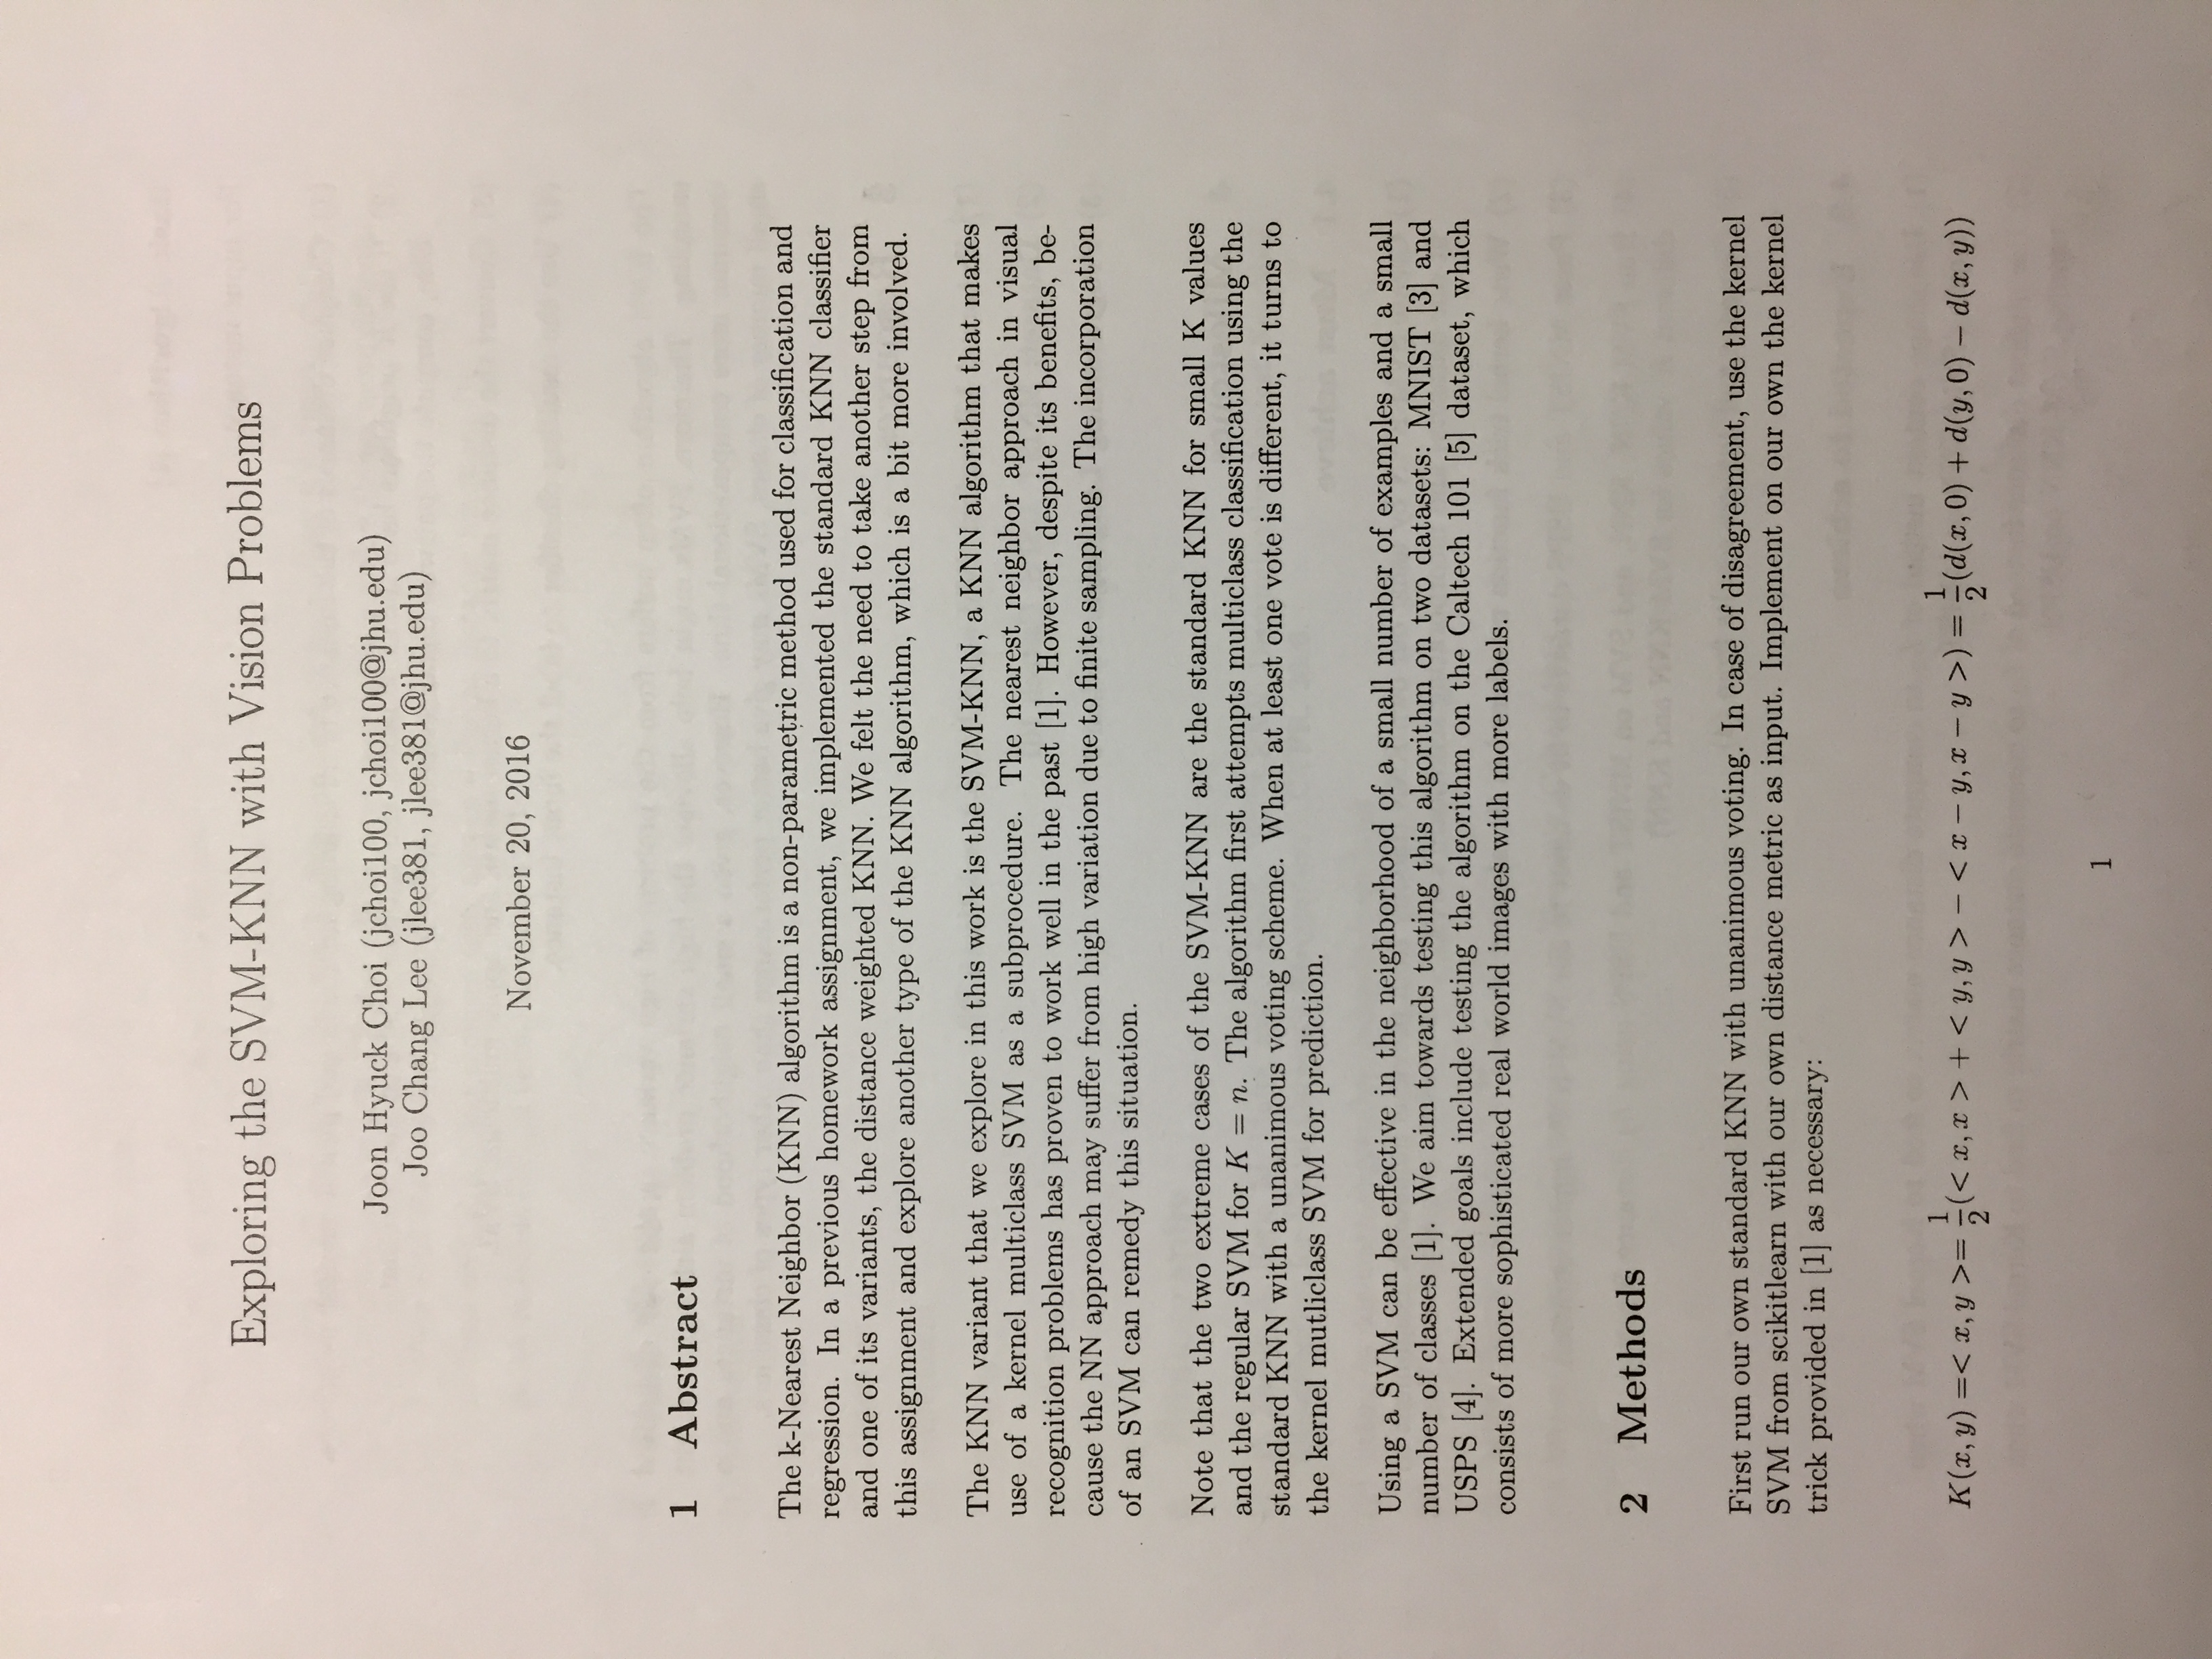 Exploring the SVM-KNN with Vision Problems
Joon Hyuck Choi (jchoi100, jchoi100@jhu.edu)
Joo Chang Lee (jlee381, jlee381@jhu.edu)
November 20, 2016
1 Abstract
The k-Nearest Neighbor (KNN) algorithm is a non-parametric method used for classification and
regression. In a previous homework assignment, we implemented the standard KNN classifier
and one of its variants, the distance weighted KNN. We felt the need to take another step from
this assignment and explore another type of the KNN algorithm, which is a bit more involved.
The KNN variant that we explore in this work is the SVM-KNN, a KNN algorithm that makes
use of a kernel multiclass SVM as a subprocedure. The nearest neighbor approach in visual
recognition problems has proven to work well in the past [1]. However, despite its benefits, be-
cause the NN approach may suffer from high variation due to finite sampling. The incorporation
of an SVM can remedy this situation.
Note that the two extreme cases of the SVM-KNN are the standard KNN for small K values
and the regular SVM for K = n. The algorithm first attempts multiclass classification using the
standard KNN with a unanimous voting scheme. When at least one vote is different, it turns to
the kernel mutliclass SVM for prediction.
Using a SVM can be effective in the neighborhood of a small number of examples and a small
number of classes [1]. We aim towards testing this algorithm on two datasets: MNIST [3] and
USPS [4]. Extended goals include testing the algorithm on the Caltech 101 [5] dataset, which
consists of more sophisticated real world images with more labels.
2 Methods
First run our own standard KNN with unanimous voting. In case of disagreement, use the kernel
SVM from scikitlearn with our own distance metric as input. Implement on our own the kernel
trick provided in [1] as necessary:
K(x, y) =< x, y >= 1/2(< x, x > + < y, y > − < x − y, x − y >) = 1/2(d(x, 0) + d(y, 0) − d(x, y))
1